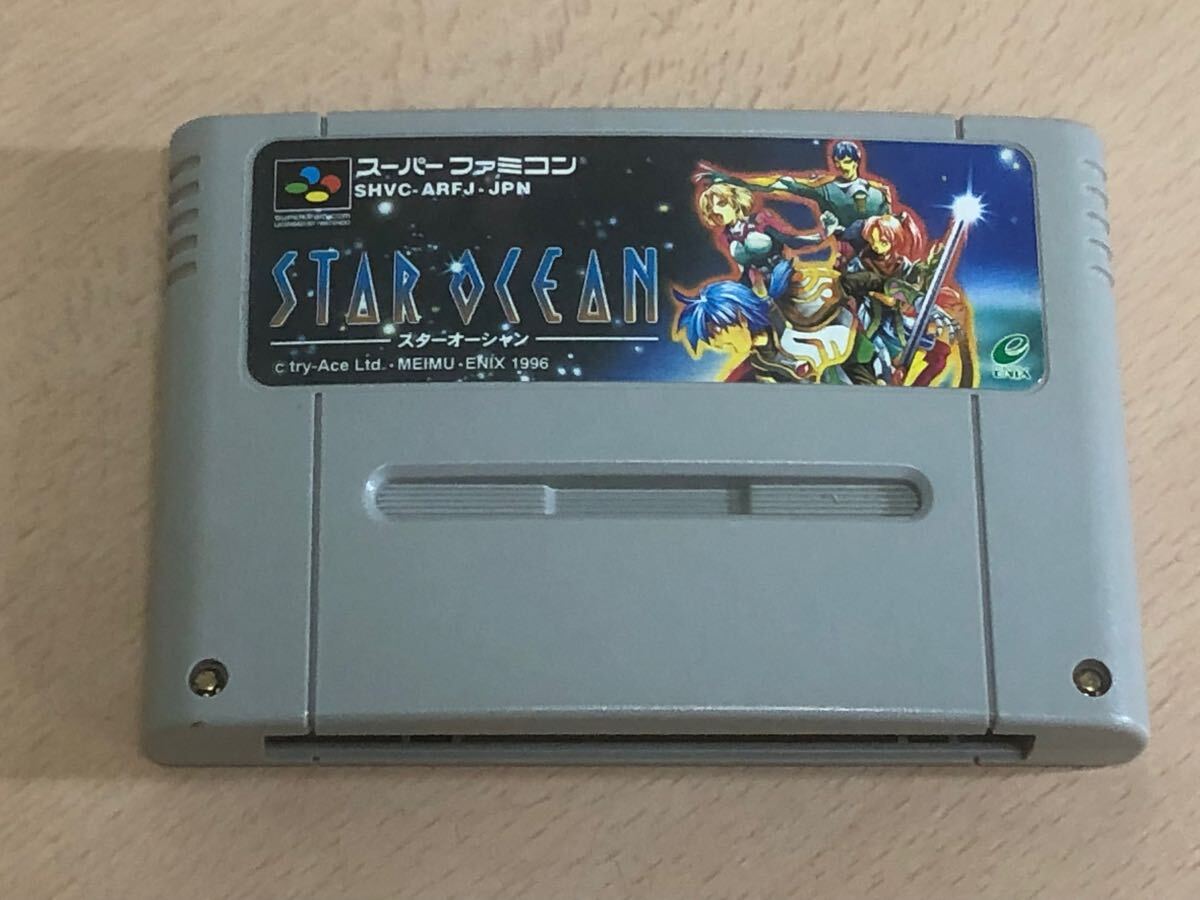 スーパーファミコン
SHVC-ARFJ-JPN
STAR OCEAN
スターオーシャン
c try-Ace Ltd.・MEIMU・ENIX 1996
ENIX